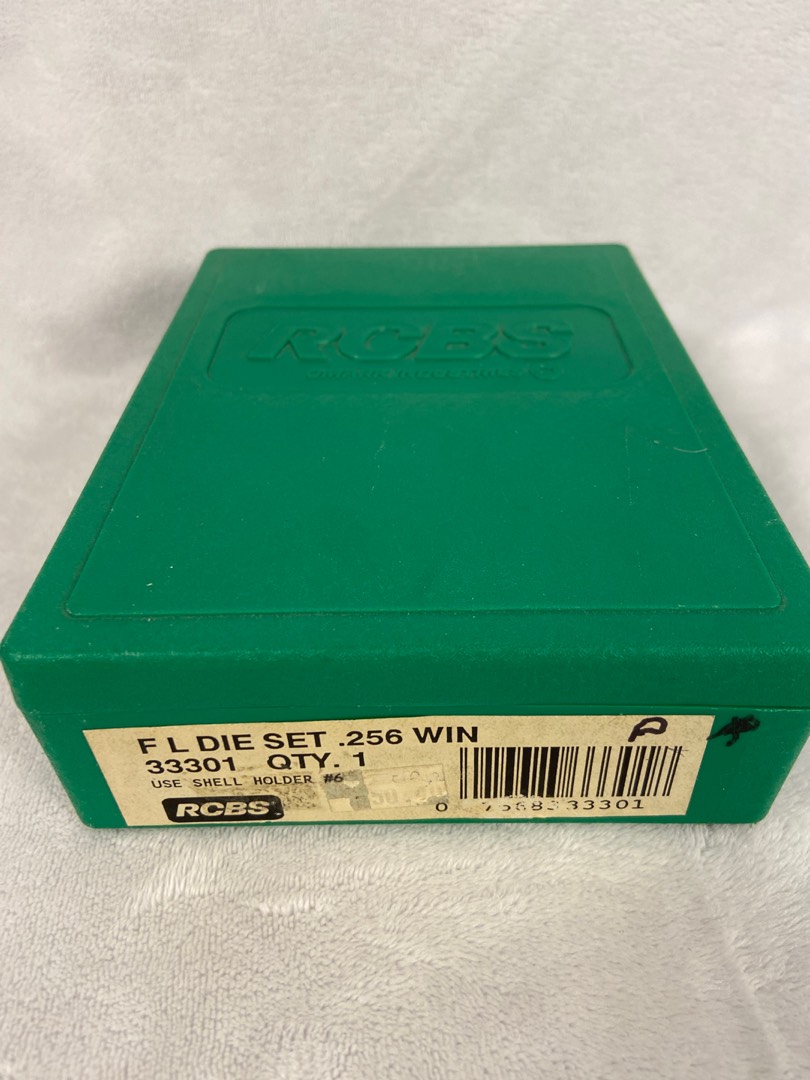 RCBS
F L DIE SET .256 WIN
33301 QTY. 1
USE SHELL HOLDER #6
RCBS
P